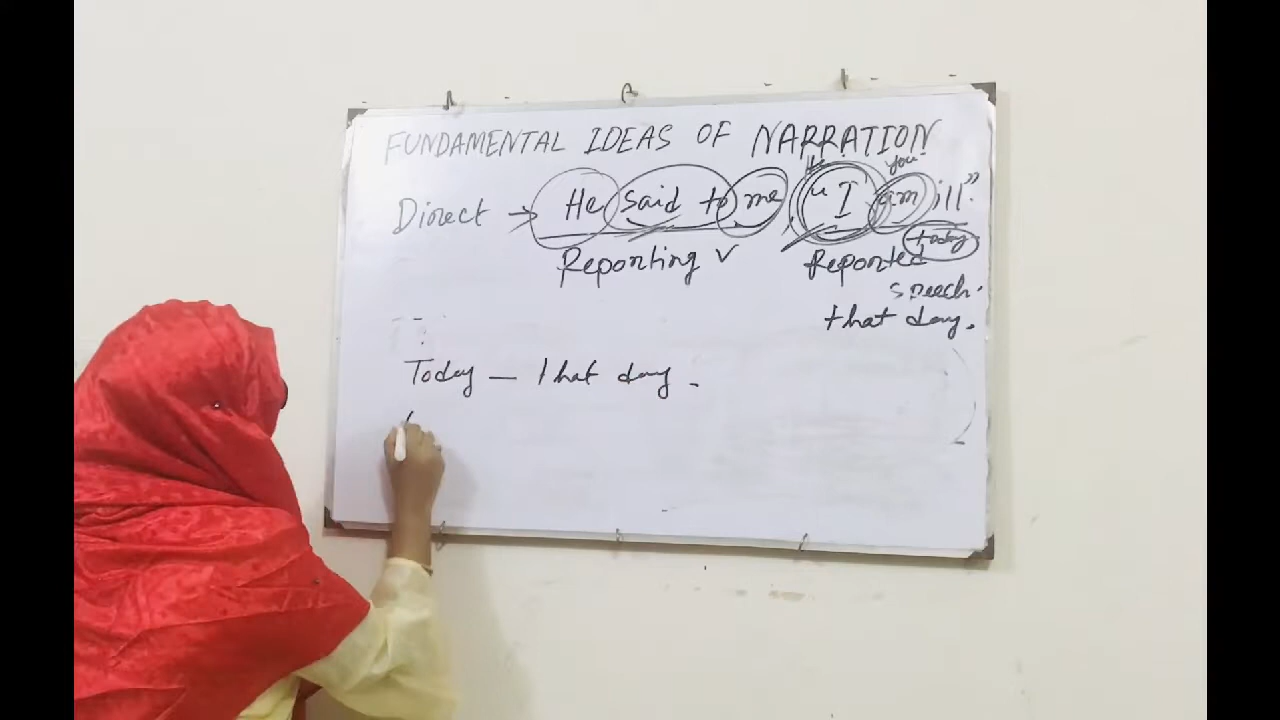 FUNDAMENTAL IDEAS OF NARRATION
He you.
Direct → He said to me, "I am ill".
today
Reporting v Reported
speech.
that day.
Today — That day.